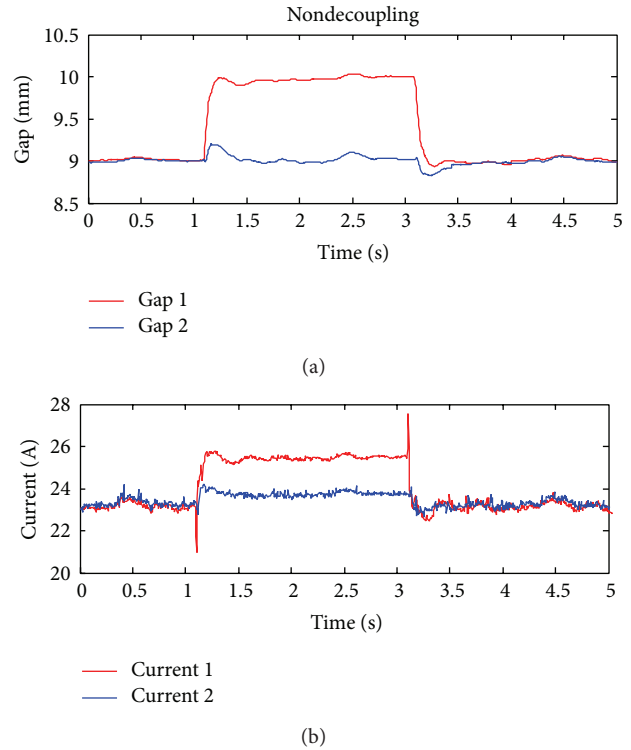 Nondecoupling
10.5
10
9.5
9
8.5
Gap (mm)
0 0.5 1 1.5 2 2.5 3 3.5 4 4.5 5
Time (s)
Gap 1
Gap 2
(a)
28
26
24
22
20
Current (A)
0 0.5 1 1.5 2 2.5 3 3.5 4 4.5 5
Time (s)
Current 1
Current 2
(b)